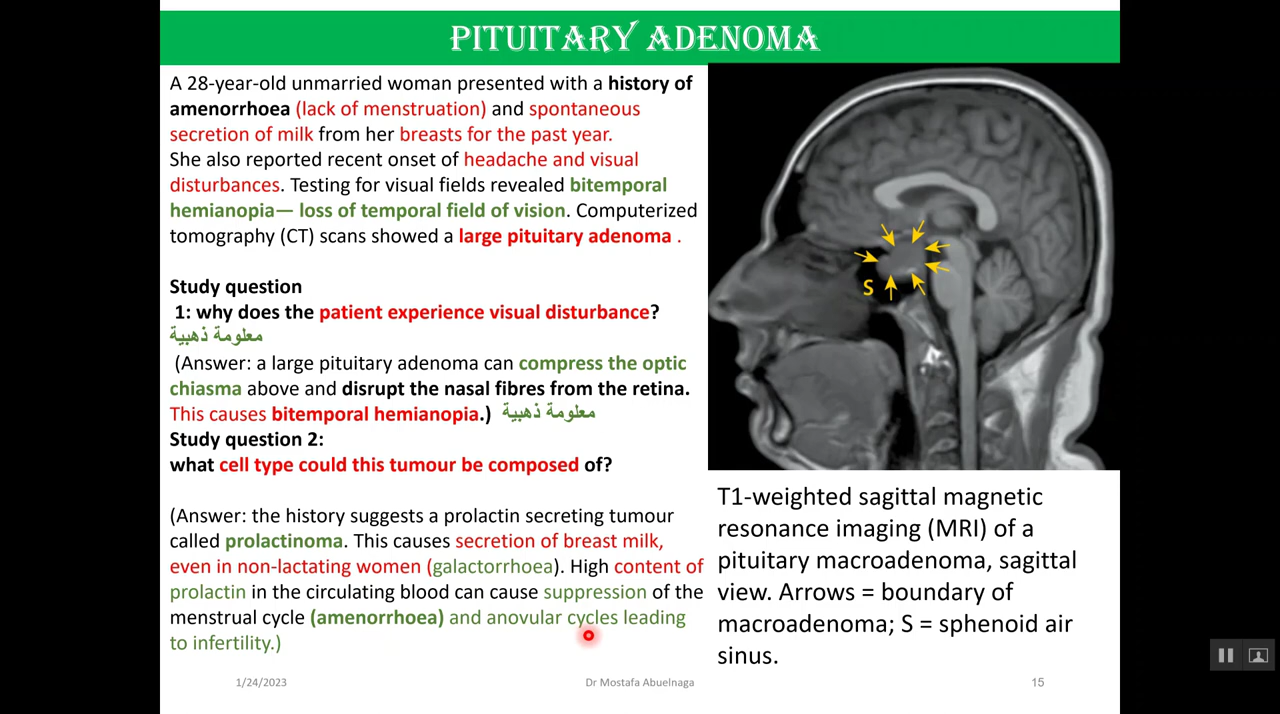 PITUITARY ADENOMA
A 28-year-old unmarried woman presented with a history of
amenorrhoea (lack of menstruation) and spontaneous
secretion of milk from her breasts for the past year.
She also reported recent onset of headache and visual
disturbances. Testing for visual fields revealed bitemporal
hemianopia— loss of temporal field of vision. Computerized
tomography (CT) scans showed a large pituitary adenoma .
Study question
1: why does the patient experience visual disturbance?
معلومة ذهبية
(Answer: a large pituitary adenoma can compress the optic
chiasma above and disrupt the nasal fibres from the retina.
This causes bitemporal hemianopia.) معلومة ذهبية
Study question 2:
what cell type could this tumour be composed of?
(Answer: the history suggests a prolactin secreting tumour
called prolactinoma. This causes secretion of breast milk,
even in non-lactating women (galactorrhoea). High content of
prolactin in the circulating blood can cause suppression of the
menstrual cycle (amenorrhoea) and anovular cycles leading
to infertility.)
S
T1-weighted sagittal magnetic
resonance imaging (MRI) of a
pituitary macroadenoma, sagittal
view. Arrows = boundary of
macroadenoma; S = sphenoid air
sinus.
1/24/2023
Dr Mostafa Abuelnaga
15